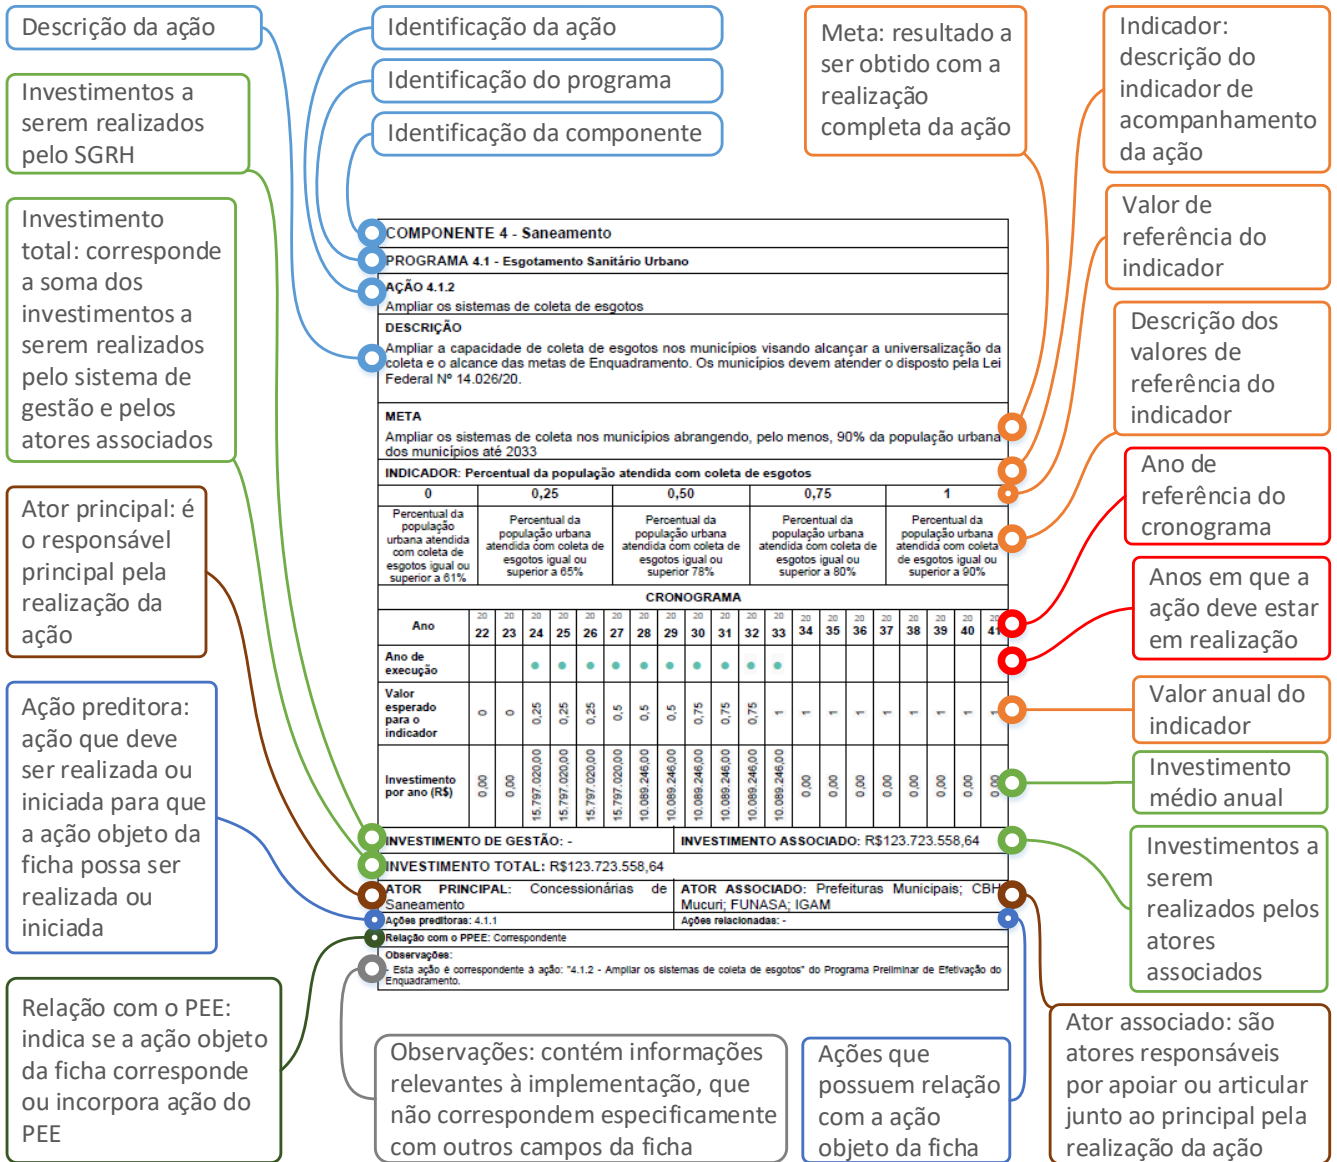 Descrição da ação
Investimentos a
serem realizados
pelo SGRH
Investimento
total: corresponde
a soma dos
investimentos a
serem realizados
pelo sistema de
gestão e pelos
atores associados
Ator principal: é
o responsável
principal pela
realização da
ação
Ação preditora:
ação que deve
ser realizada ou
iniciada para que
a ação objeto da
ficha possa ser
realizada ou
iniciada
Relação com o PEE:
indica se a ação objeto
da ficha corresponde
ou incorpora ação do
PEE
Identificação da ação
Identificação do programa
Identificação da componente
COMPONENTE 4 - Saneamento
PROGRAMA 4.1 - Esgotamento Sanitário Urbano
AÇÃO 4.1.2
Ampliar os sistemas de coleta de esgotos
DESCRIÇÃO
Ampliar a capacidade de coleta de esgotos nos municípios visando alcançar a universalização da
coleta e o alcance das metas de Enquadramento. Os municípios devem atender o disposto pela Lei
Federal Nº 14.026/20.
META
Ampliar os sistemas de coleta nos municípios abrangendo, pelo menos, 90% da população urbana
dos municípios até 2033
INDICADOR: Percentual da população atendida com coleta de esgotos
0 0,25 0,50 0,75 1
Percentual da
população
urbana atendida
com coleta de
esgotos igual ou
superior a 61%
Percentual da
população urbana
atendida com coleta de
esgotos igual ou
superior a 65%
Percentual da
população urbana
atendida com coleta de
esgotos igual ou
superior 78%
Percentual da
população urbana
atendida com coleta de
esgotos igual ou
superior a 80%
Percentual da
população urbana
atendida com coleta
de esgotos igual ou
superior a 90%
CRONOGRAMA
Ano 2022 2023 2024 2025 2026 2027 2028 2029 2030 2031 2032 2033 2034 2035 2036 2037 2038 2039 2040 2041
Ano de
execução
Valor
esperado
para o
indicador
0 0 0,25 0,25 0,25 0,5 0,5 0,5 0,75 0,75 0,75 1 1 1 1 1 1 1 1 1
Investimento
por ano (R$)
0,00 0,00 15.797.020,00 15.797.020,00 15.797.020,00 15.797.020,00 10.089.246,00 10.089.246,00 10.089.246,00 10.089.246,00 10.089.246,00 10.089.246,00 0,00 0,00 0,00 0,00 0,00 0,00 0,00 0,00
INVESTIMENTO DE GESTÃO: - INVESTIMENTO ASSOCIADO: R$123.723.558,64
INVESTIMENTO TOTAL: R$123.723.558,64
ATOR PRINCIPAL: Concessionárias de
Saneamento
ATOR ASSOCIADO: Prefeituras Municipais; CBH
Mucuri; FUNASA; IGAM
Ações preditoras: 4.1.1 Ações relacionadas: -
Relação com o PPEE: Correspondente
Observações:
- Esta ação é correspondente à ação: "4.1.2 - Ampliar os sistemas de coleta de esgotos" do Programa Preliminar de Efetivação do
Enquadramento.
Observações: contém informações
relevantes à implementação, que
não correspondem especificamente
com outros campos da ficha
Meta: resultado a
ser obtido com a
realização
completa da ação
Indicador:
descrição do
indicador de
acompanhamento
da ação
Valor de
referência do
indicador
Descrição dos
valores de
referência do
indicador
Ano de
referência do
cronograma
Anos em que a
ação deve estar
em realização
Valor anual do
indicador
Investimento
médio anual
Investimentos a
serem
realizados pelos
atores
associados
Ações que
possuem relação
com a ação
objeto da ficha
Ator associado: são
atores responsáveis
por apoiar ou articular
junto ao principal pela
realização da ação